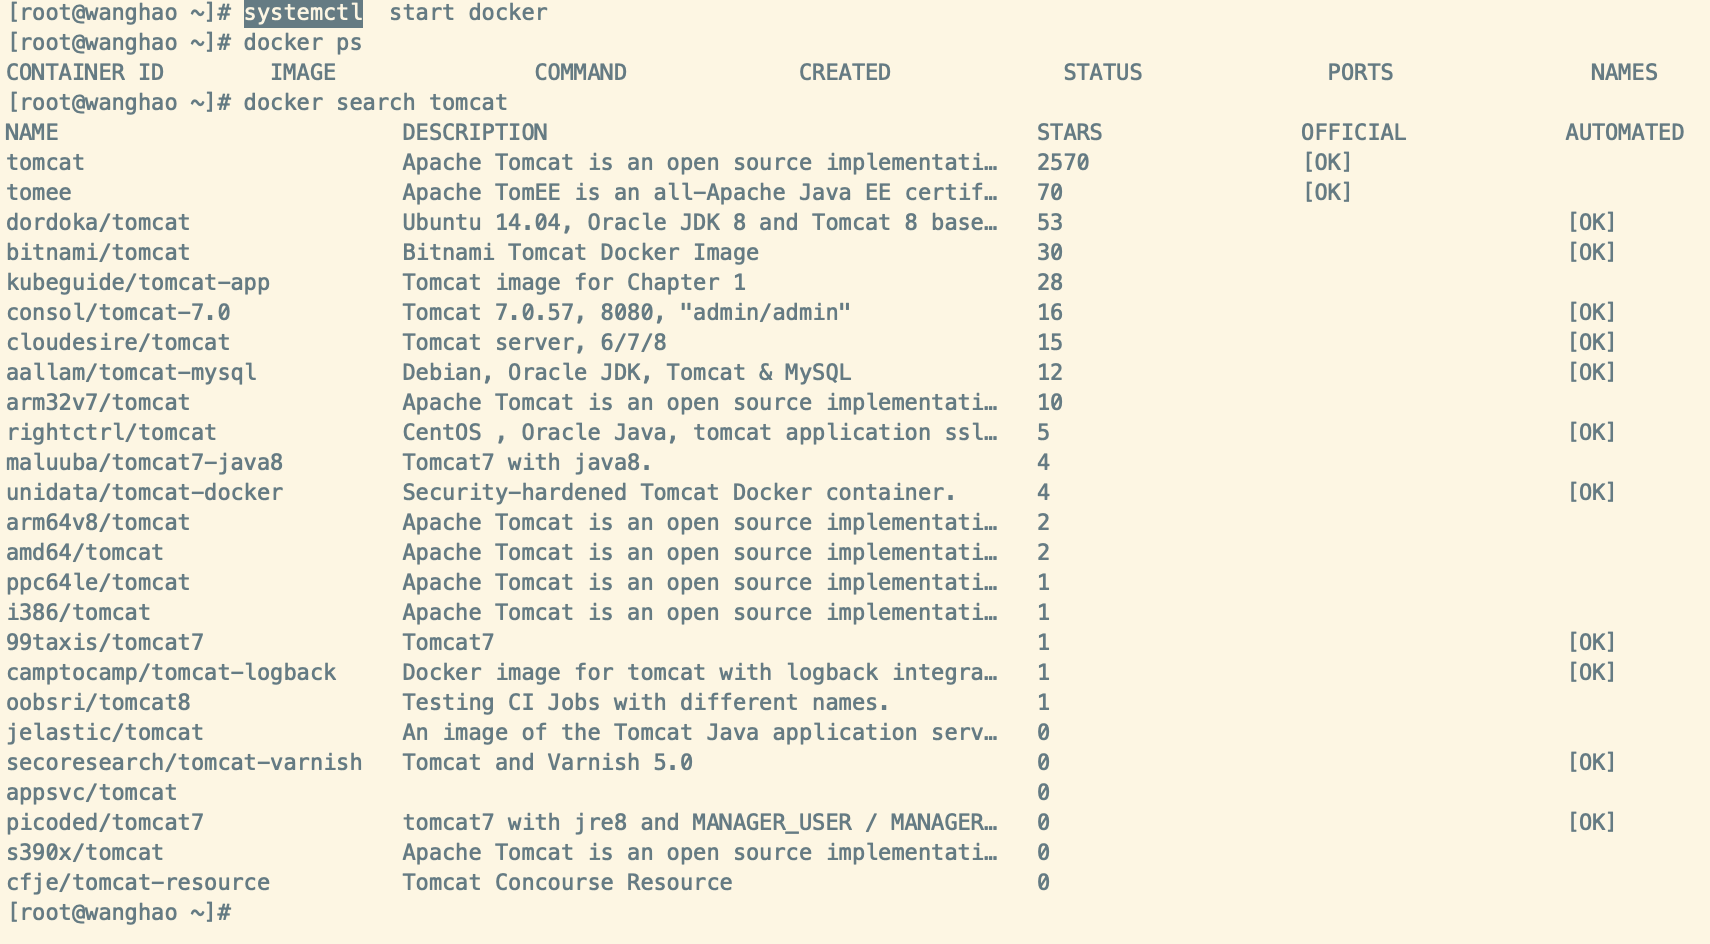 [root@wanghao ~]# systemctl  start docker
[root@wanghao ~]# docker ps
CONTAINER ID        IMAGE               COMMAND             CREATED             STATUS              PORTS               NAMES
[root@wanghao ~]# docker search tomcat
NAME                          DESCRIPTION                                     STARS               OFFICIAL            AUTOMATED
tomcat                        Apache Tomcat is an open source implementati…   2570                [OK]
tomee                         Apache TomEE is an all-Apache Java EE certif…   70                  [OK]
dordoka/tomcat                Ubuntu 14.04, Oracle JDK 8 and Tomcat 8 base…   53                                      [OK]
bitnami/tomcat                Bitnami Tomcat Docker Image                     30                                      [OK]
kubeguide/tomcat-app          Tomcat image for Chapter 1                      28
consol/tomcat-7.0             Tomcat 7.0.57, 8080, "admin/admin"              16                                      [OK]
cloudesire/tomcat             Tomcat server, 6/7/8                            15                                      [OK]
aallam/tomcat-mysql           Debian, Oracle JDK, Tomcat & MySQL              12                                      [OK]
arm32v7/tomcat                Apache Tomcat is an open source implementati…   10
rightctrl/tomcat              CentOS , Oracle Java, tomcat application ssl…   5                                       [OK]
maluuba/tomcat7-java8         Tomcat7 with java8.                             4
unidata/tomcat-docker         Security-hardened Tomcat Docker container.      4                                       [OK]
arm64v8/tomcat                Apache Tomcat is an open source implementati…   2
amd64/tomcat                  Apache Tomcat is an open source implementati…   2
ppc64le/tomcat                Apache Tomcat is an open source implementati…   1
i386/tomcat                   Apache Tomcat is an open source implementati…   1
99taxis/tomcat7               Tomcat7                                         1                                       [OK]
camptocamp/tomcat-logback     Docker image for tomcat with logback integra…   1                                       [OK]
oobsri/tomcat8                Testing CI Jobs with different names.           1
jelastic/tomcat               An image of the Tomcat Java application serv…   0
secoresearch/tomcat-varnish   Tomcat and Varnish 5.0                          0                                       [OK]
appsvc/tomcat                                                                 0
picoded/tomcat7               tomcat7 with jre8 and MANAGER_USER / MANAGER…   0                                       [OK]
s390x/tomcat                  Apache Tomcat is an open source implementati…   0
cfje/tomcat-resource          Tomcat Concourse Resource                       0
[root@wanghao ~]#